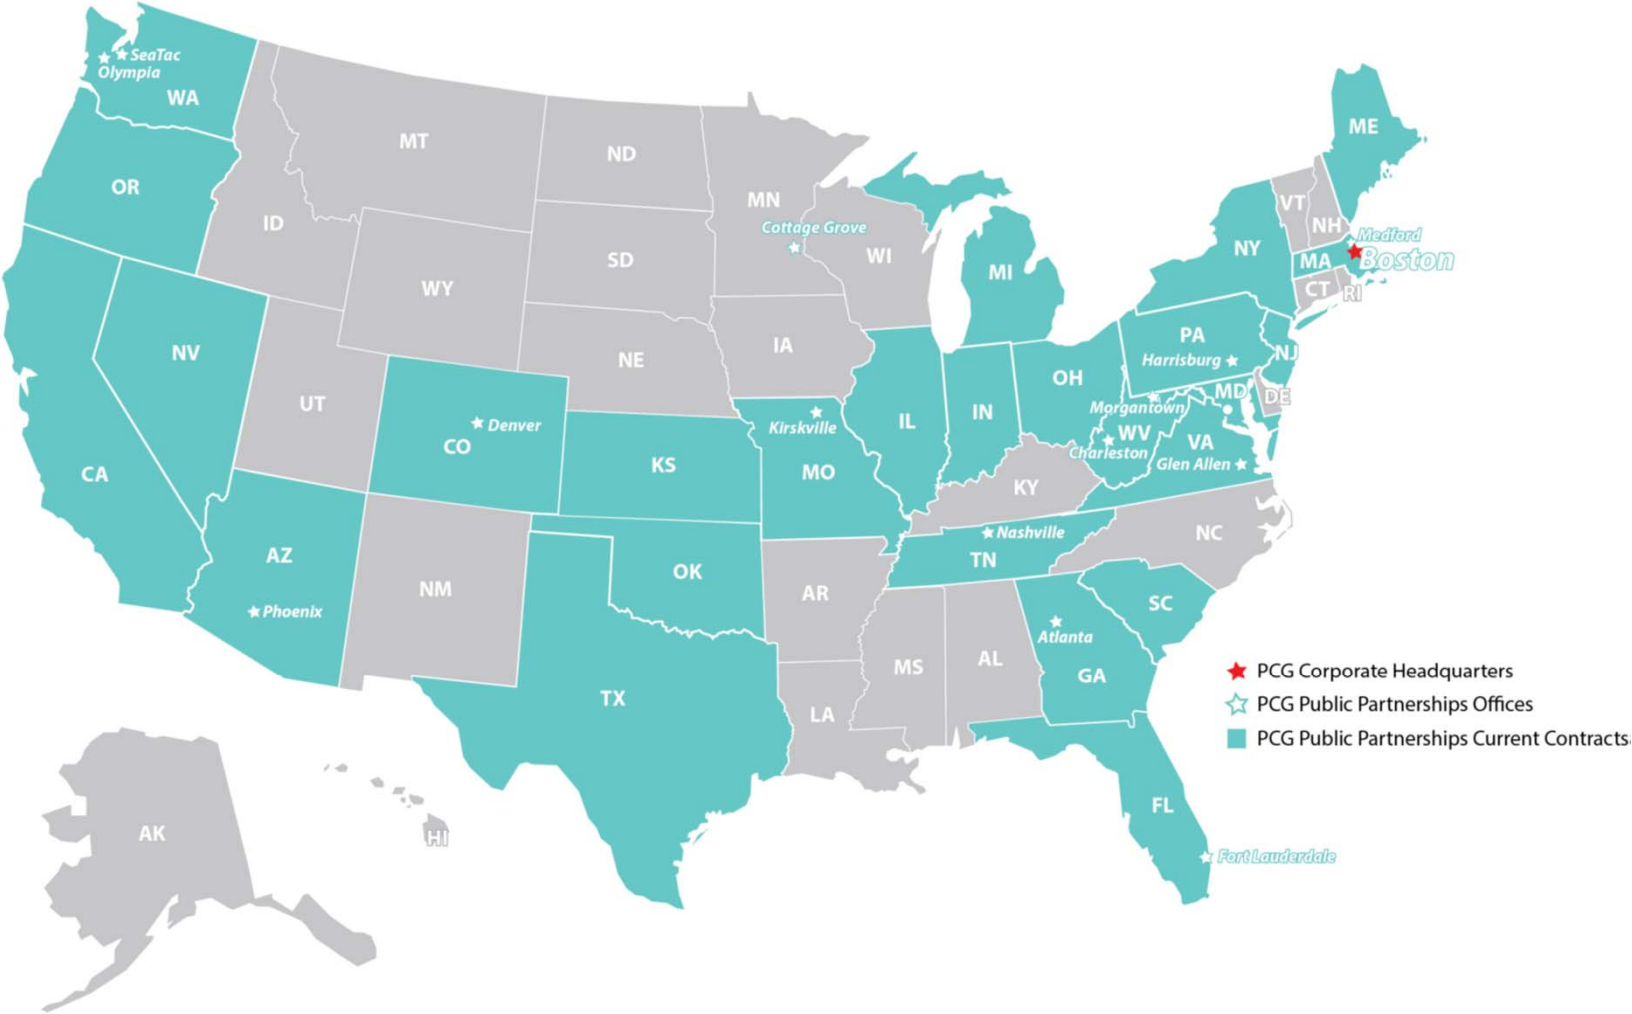 SeaTac
Olympia
WA
MT
ND
ME
OR
MN
VT
ID
NH
Cottage Grove
Medford
NY
WI
Boston
SD
MA
MI
WY
CT
RI
PA
IA
NV
NE
Harrisburg
NJ
OH
MD
DE
UT
Morgantown
IN
IL
Denver
Kirskville
WV
CO
VA
Charleston
KS
Glen Allen
CA
MO
KY
Nashville
NC
AZ
TN
OK
NM
AR
SC
Phoenix
Atlanta
AL
MS
GA
PCG Corporate Headquarters
TX
PCG Public Partnerships Offices
LA
PCG Public Partnerships Current Contracts
FL
AK
HI
Fort Lauderdale